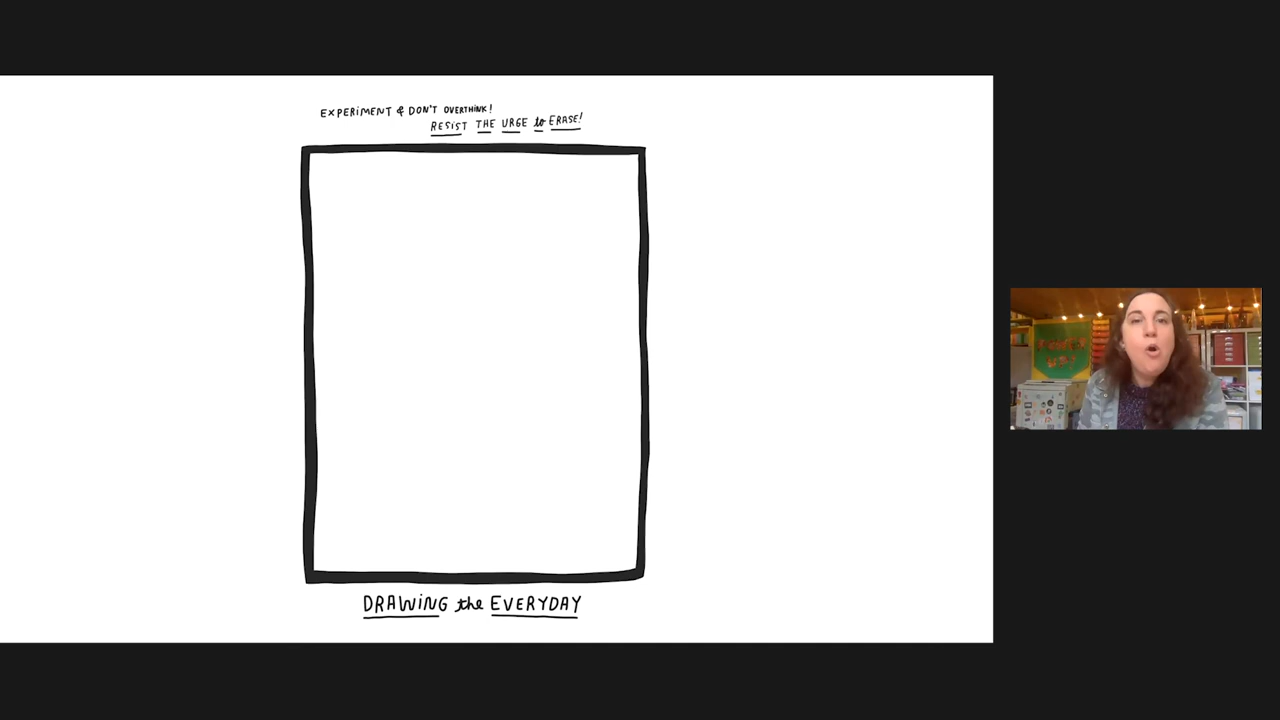 EXPERIMENT & DON'T OVERTHINK!
RESIST THE URGE to ERASE!
DRAWING the EVERYDAY